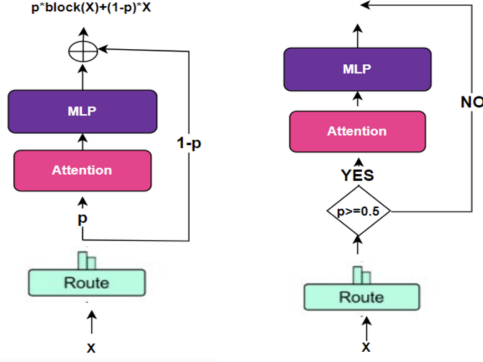 p*block(X)+(1-p)*X
MLP
Attention
1-p
p
Route
X
MLP
NO
Attention
YES
p>=0.5
Route
X